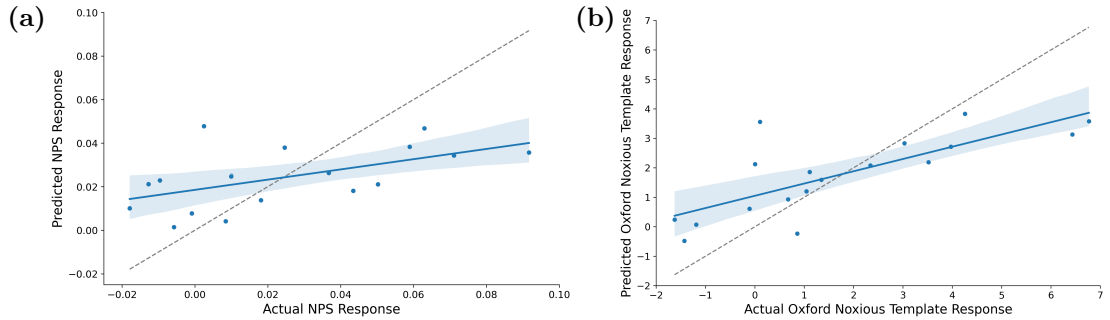 (a)
0.10
0.08
0.06
0.04
0.02
0.00
−0.02
Predicted NPS Response
−0.02 0.00 0.02 0.04 0.06 0.08 0.10
Actual NPS Response
(b)
7
6
5
4
3
2
1
0
−1
−2
Predicted Oxford Noxious Template Response
−2 −1 0 1 2 3 4 5 6 7
Actual Oxford Noxious Template Response